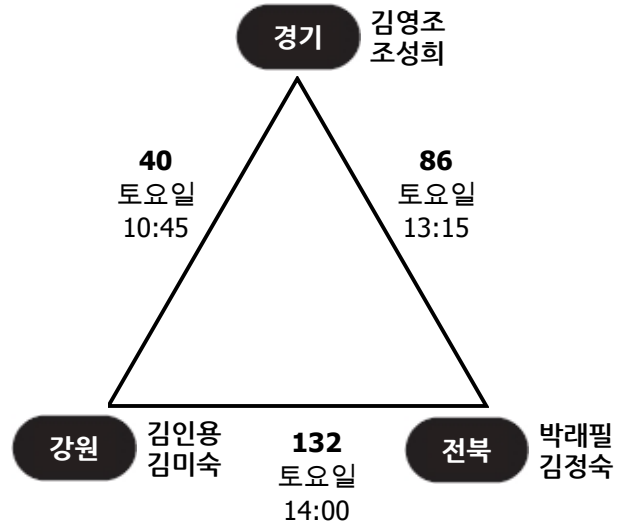 경기
김영조
조성희
40
토요일
10:45
86
토요일
13:15
강원
김인용
김미숙
132
토요일
14:00
전북
박래필
김정숙